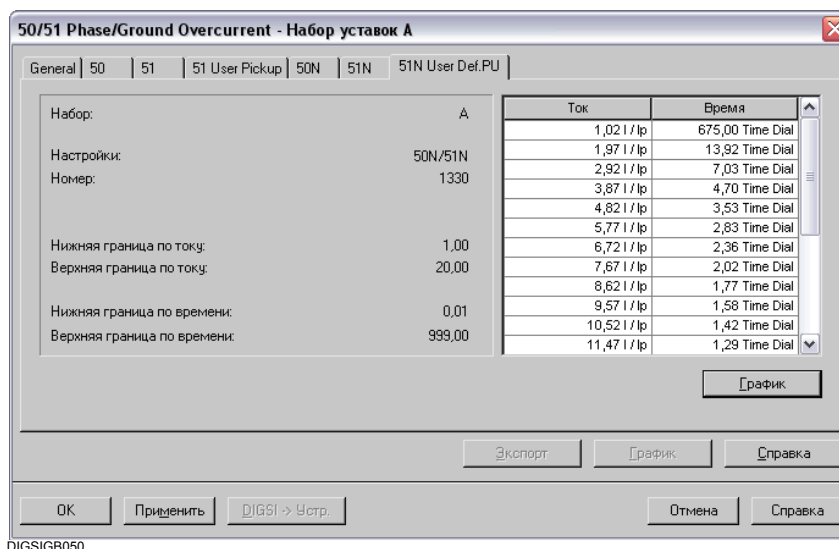 50/51 Phase/Ground Overcurrent - Набор уставок A
General 50 51 51 User Pickup 50N 51N 51N User Def.PU
Набор: A
Настройки: 50N/51N
Номер: 1330
Нижняя граница по току: 1,00
Верхняя граница по току: 20,00
Нижняя граница по времени: 0,01
Верхняя граница по времени: 999,00
Ток Время
1,02 I / Ip 675,00 Time Dial
1,97 I / Ip 13,92 Time Dial
2,92 I / Ip 7,03 Time Dial
3,87 I / Ip 4,70 Time Dial
4,82 I / Ip 3,53 Time Dial
5,77 I / Ip 2,83 Time Dial
6,72 I / Ip 2,36 Time Dial
7,67 I / Ip 2,02 Time Dial
8,62 I / Ip 1,77 Time Dial
9,57 I / Ip 1,58 Time Dial
10,52 I / Ip 1,42 Time Dial
11,47 I / Ip 1,29 Time Dial
График
Экспорт График Справка
OK Применить DIGSI -> Устр. Отмена Справка
DIGSIGB050